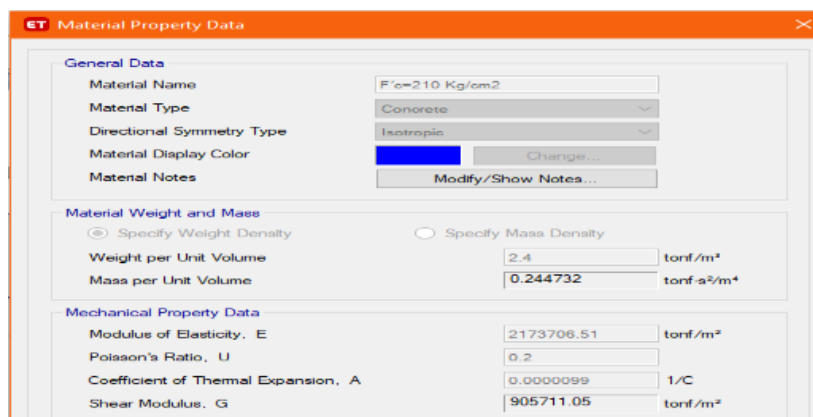 ET Material Property Data
General Data
Material Name F'c=210 Kg/cm2
Material Type Concrete
Directional Symmetry Type Isotropic
Material Display Color Change...
Material Notes Modify/Show Notes...
Material Weight and Mass
Specify Weight Density Specify Mass Density
Weight per Unit Volume 2.4 tonf/m³
Mass per Unit Volume 0.244732 tonf-s²/m⁴
Mechanical Property Data
Modulus of Elasticity, E 2173706.51 tonf/m²
Poisson's Ratio, U 0.2
Coefficient of Thermal Expansion, A 0.0000099 1/C
Shear Modulus, G 905711.05 tonf/m²